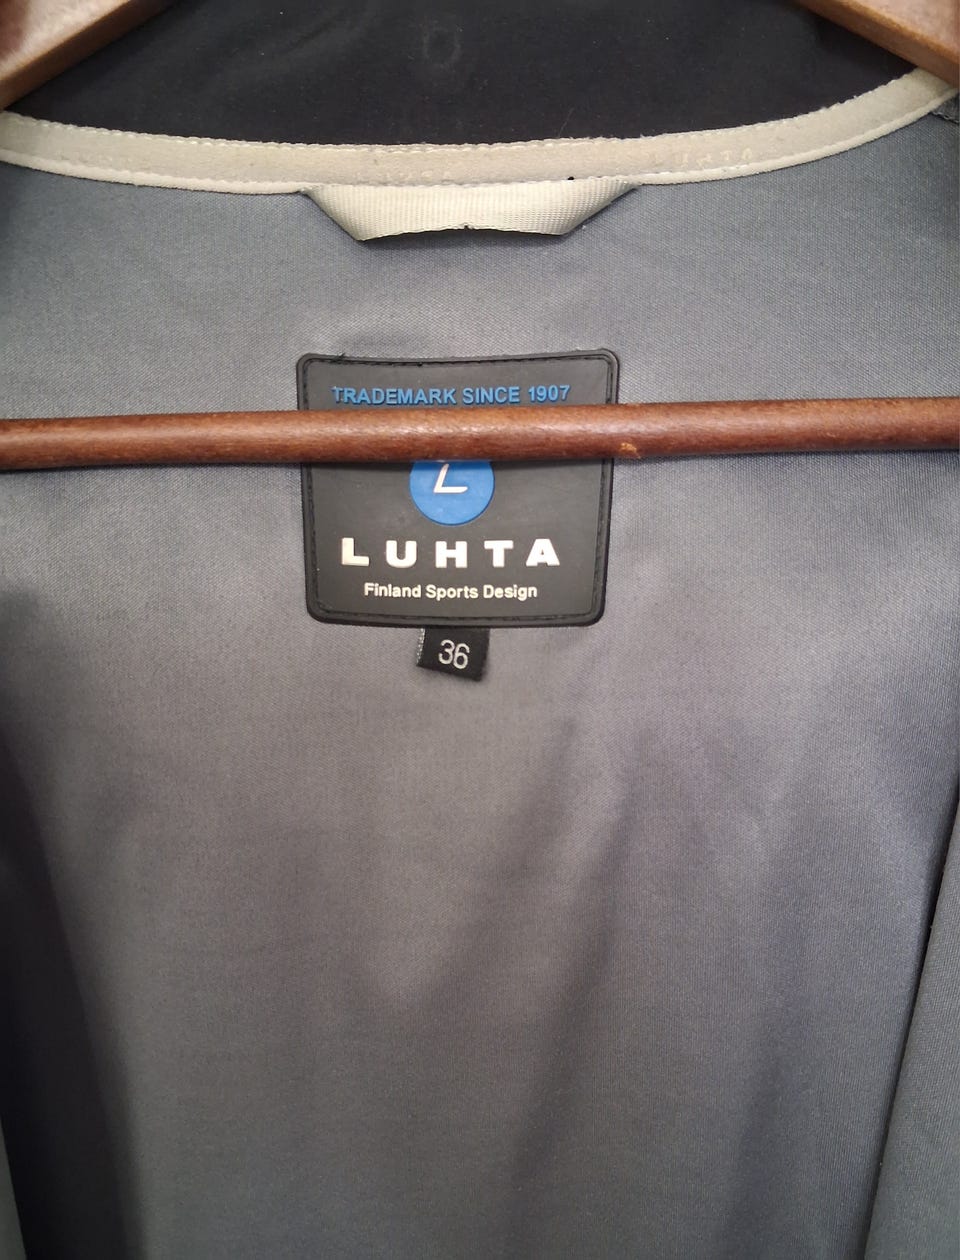 TRADEMARK SINCE 1907
L
LUHTA
Finland Sports Design
36